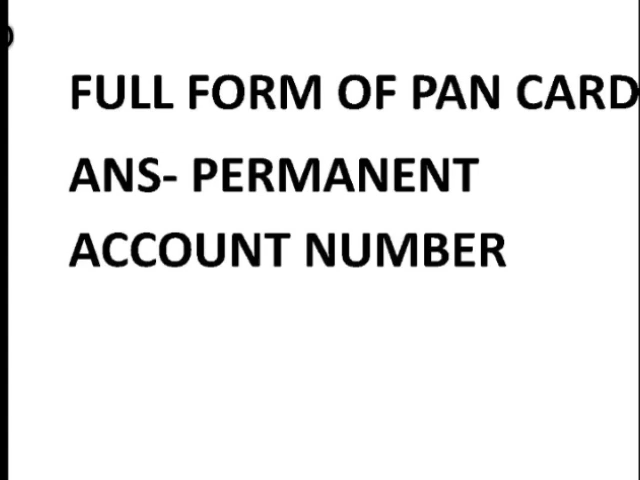 FULL FORM OF PAN CARD
ANS- PERMANENT
ACCOUNT NUMBER